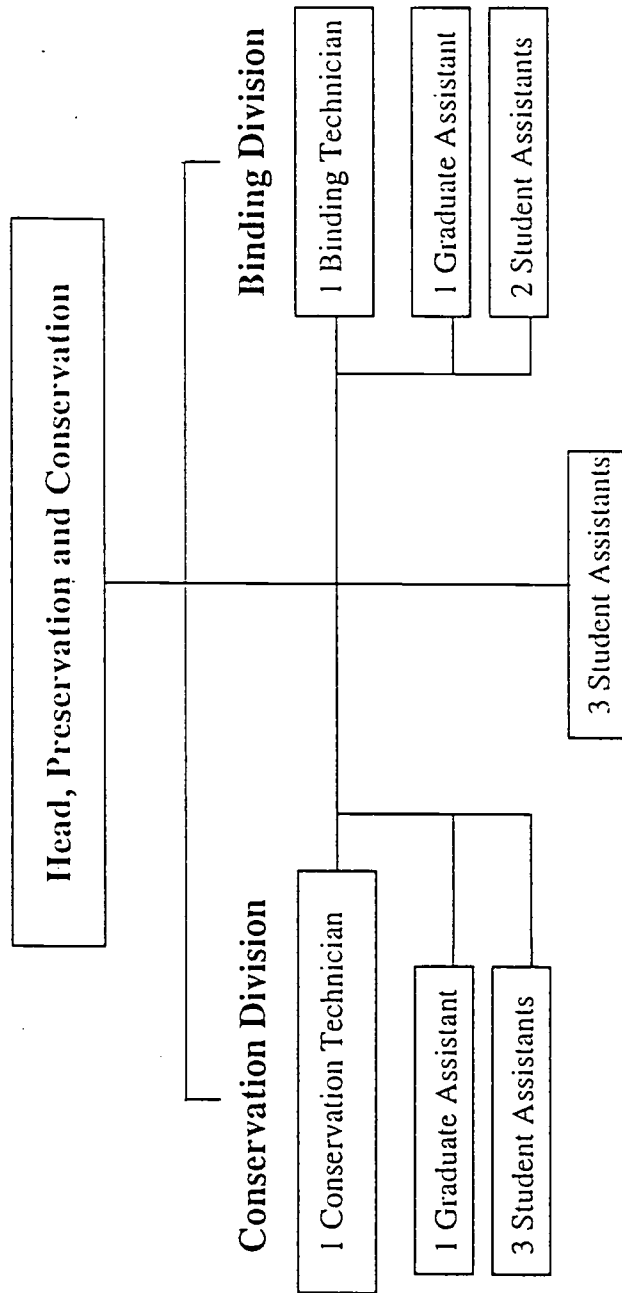 Head, Preservation and Conservation
Conservation Division
1 Conservation Technician
1 Graduate Assistant
3 Student Assistants
Binding Division
1 Binding Technician
1 Graduate Assistant
2 Student Assistants
3 Student Assistants